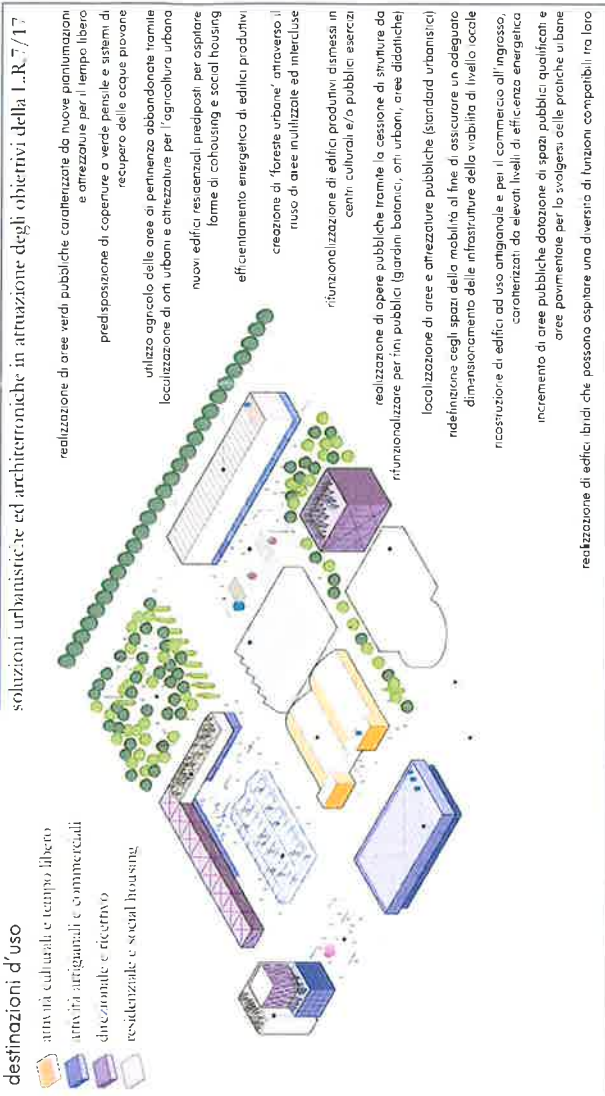 destinazioni d'uso
attività culturali e tempo libero
attività artigianali e commerciali
direzionale e ricettivo
residenziale e social housing
soluzioni urbanistiche ed architettoniche in attuazione degli obiettivi della L.R.7/17
realizzazione di aree verdi pubbliche caratterizzate da nuove piantumazioni
e attrezzature per il tempo libero
predisposizione di coperture a verde pensile e sistemi di
recupero delle acque piovane
utilizzo agricolo delle aree di pertinenza abbandonate tramite
localizzazione di orti urbani e attrezzature per l'agricoltura urbana
nuovi edifici residenziali predisposti per ospitare
forme di cohousing e social housing
efficientamento energetico di edifici produttivi
creazione di 'foreste urbane' attraverso il
riuso di aree inutilizzate ed intercluse
rifunzionalizzazione di edifici produttivi dismessi in
centri culturali e/o pubblici esercizi
realizzazione di opere pubbliche tramite la cessione di strutture da
rifunzionalizzare per fini pubblici (giardini botanici, orti urbani, aree didattiche)
localizzazione di aree e attrezzature pubbliche (standard urbanistici)
ridefinizione degli spazi della mobilità al fine di assicurare un adeguato
dimensionamento delle infrastrutture della viabilità di livello locale
ricostruzione di edifici ad uso artigianale e per il commercio all'ingrosso,
caratterizzati da elevati livelli di efficienza energetica
incremento di aree pubbliche dotazione di spazi pubblici qualificati e
aree pavimentate per lo svolgersi delle pratiche urbane
realizzazione di edifici ibridi che possono ospitare una diversità di funzioni compatibili tra loro